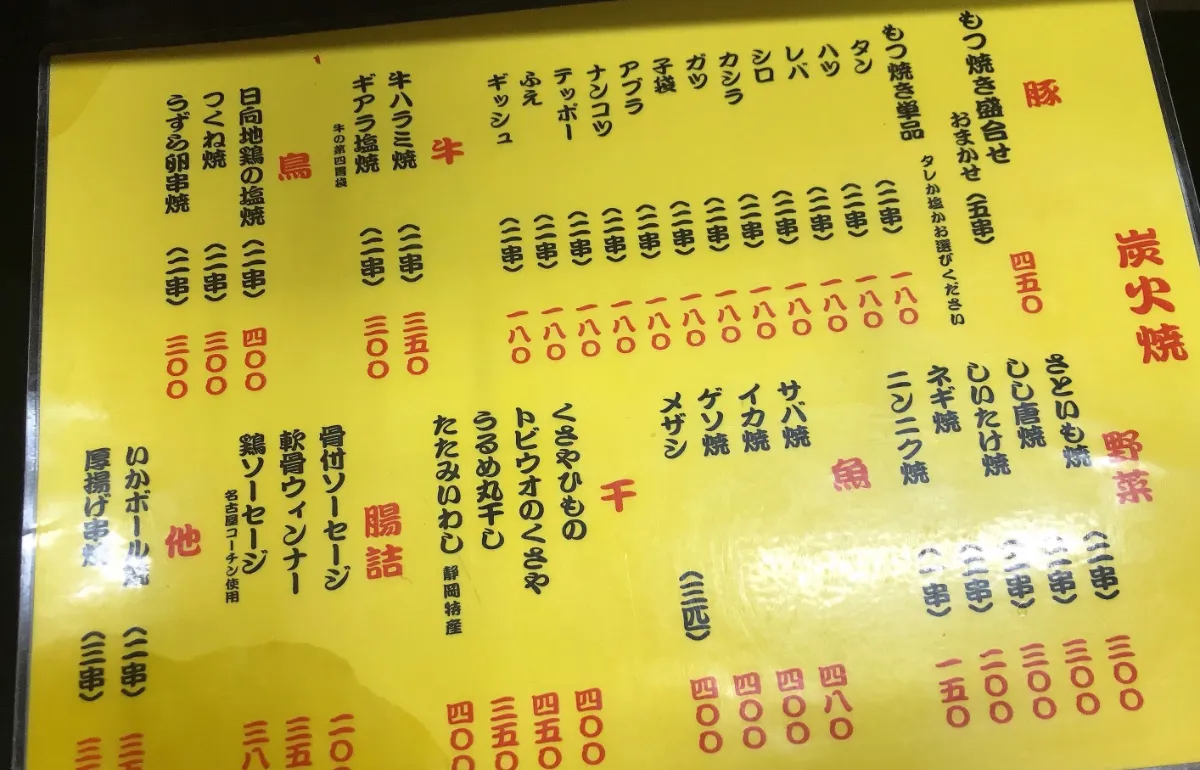 炭火焼
豚
もつ焼き盛合せ
おまかせ（五串）
四五〇
もつ焼き単品
タレか塩かお選びください
タン（二串）一八〇
ハツ（二串）一八〇
レバ（二串）一八〇
シロ（二串）一八〇
カシラ（二串）一八〇
ガツ（二串）一八〇
子袋（二串）一八〇
アブラ（二串）一八〇
ナンコツ（二串）一八〇
テッポー（二串）一八〇
ふえ（二串）一八〇
ギッシュ（二串）一八〇
牛
牛ハラミ焼（二串）三五〇
ギアラ塩焼（二串）三〇〇
牛の第四胃袋
鳥
日向地鶏の塩焼（二串）四〇〇
つくね焼（二串）三〇〇
うずら卵串焼（二串）三〇〇
野菜
さといも焼（二串）三〇〇
しし唐焼（二串）三〇〇
しいたけ焼（二串）三〇〇
ネギ焼（二串）二〇〇
ニンニク焼（一串）一五〇
魚
サバ焼 四八〇
イカ焼 四〇〇
ゲソ焼 四〇〇
メザシ（三匹）四〇〇
干
くさやひもの 四〇〇
トビウオのくさや 四五〇
うるめ丸干し 三五〇
たたみいわし 静岡特産 四〇〇
腸詰
骨付ソーセージ
軟骨ウィンナー
鶏ソーセージ
名古屋コーチン使用
他
いかボール焼（二串）
厚揚げ串焼（三串）